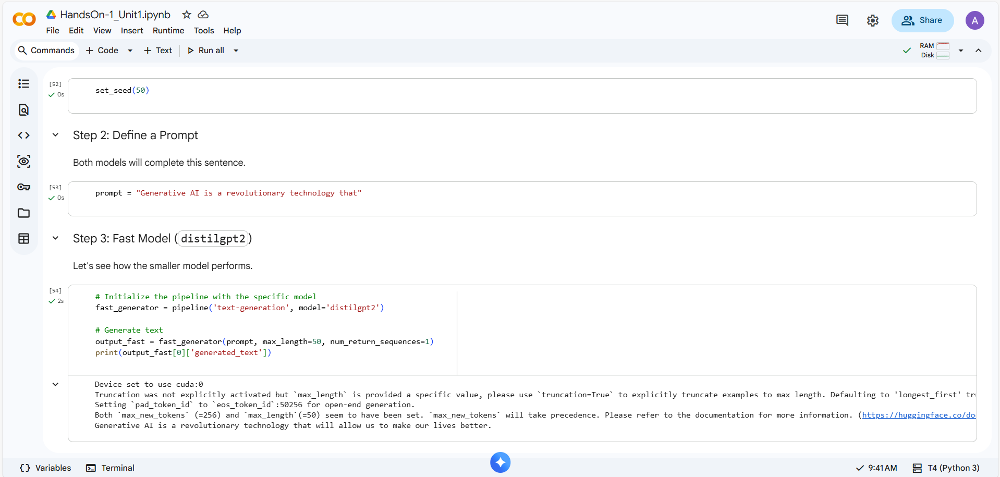 HandsOn-1_Unit1.ipynb
File Edit View Insert Runtime Tools Help
Share
A
Commands + Code + Text Run all
RAM
Disk
[52]
0s
set_seed(50)
Step 2: Define a Prompt
Both models will complete this sentence.
[53]
0s
prompt = "Generative AI is a revolutionary technology that"
Step 3: Fast Model (distilgpt2)
Let's see how the smaller model performs.
[54]
2s
# Initialize the pipeline with the specific model
fast_generator = pipeline('text-generation', model='distilgpt2')
# Generate text
output_fast = fast_generator(prompt, max_length=50, num_return_sequences=1)
print(output_fast[0]['generated_text'])
Device set to use cuda:0
Truncation was not explicitly activated but `max_length` is provided a specific value, please use `truncation=True` to explicitly truncate examples to max length. Defaulting to 'longest_first'
Setting `pad_token_id` to `eos_token_id`:50256 for open-end generation.
Both `max_new_tokens` (=256) and `max_length`(=50) seem to have been set. `max_new_tokens` will take precedence. Please refer to the documentation for more information. (https://huggingface.co/do
Generative AI is a revolutionary technology that will allow us to make our lives better.
Variables Terminal
9:41 AM T4 (Python 3)